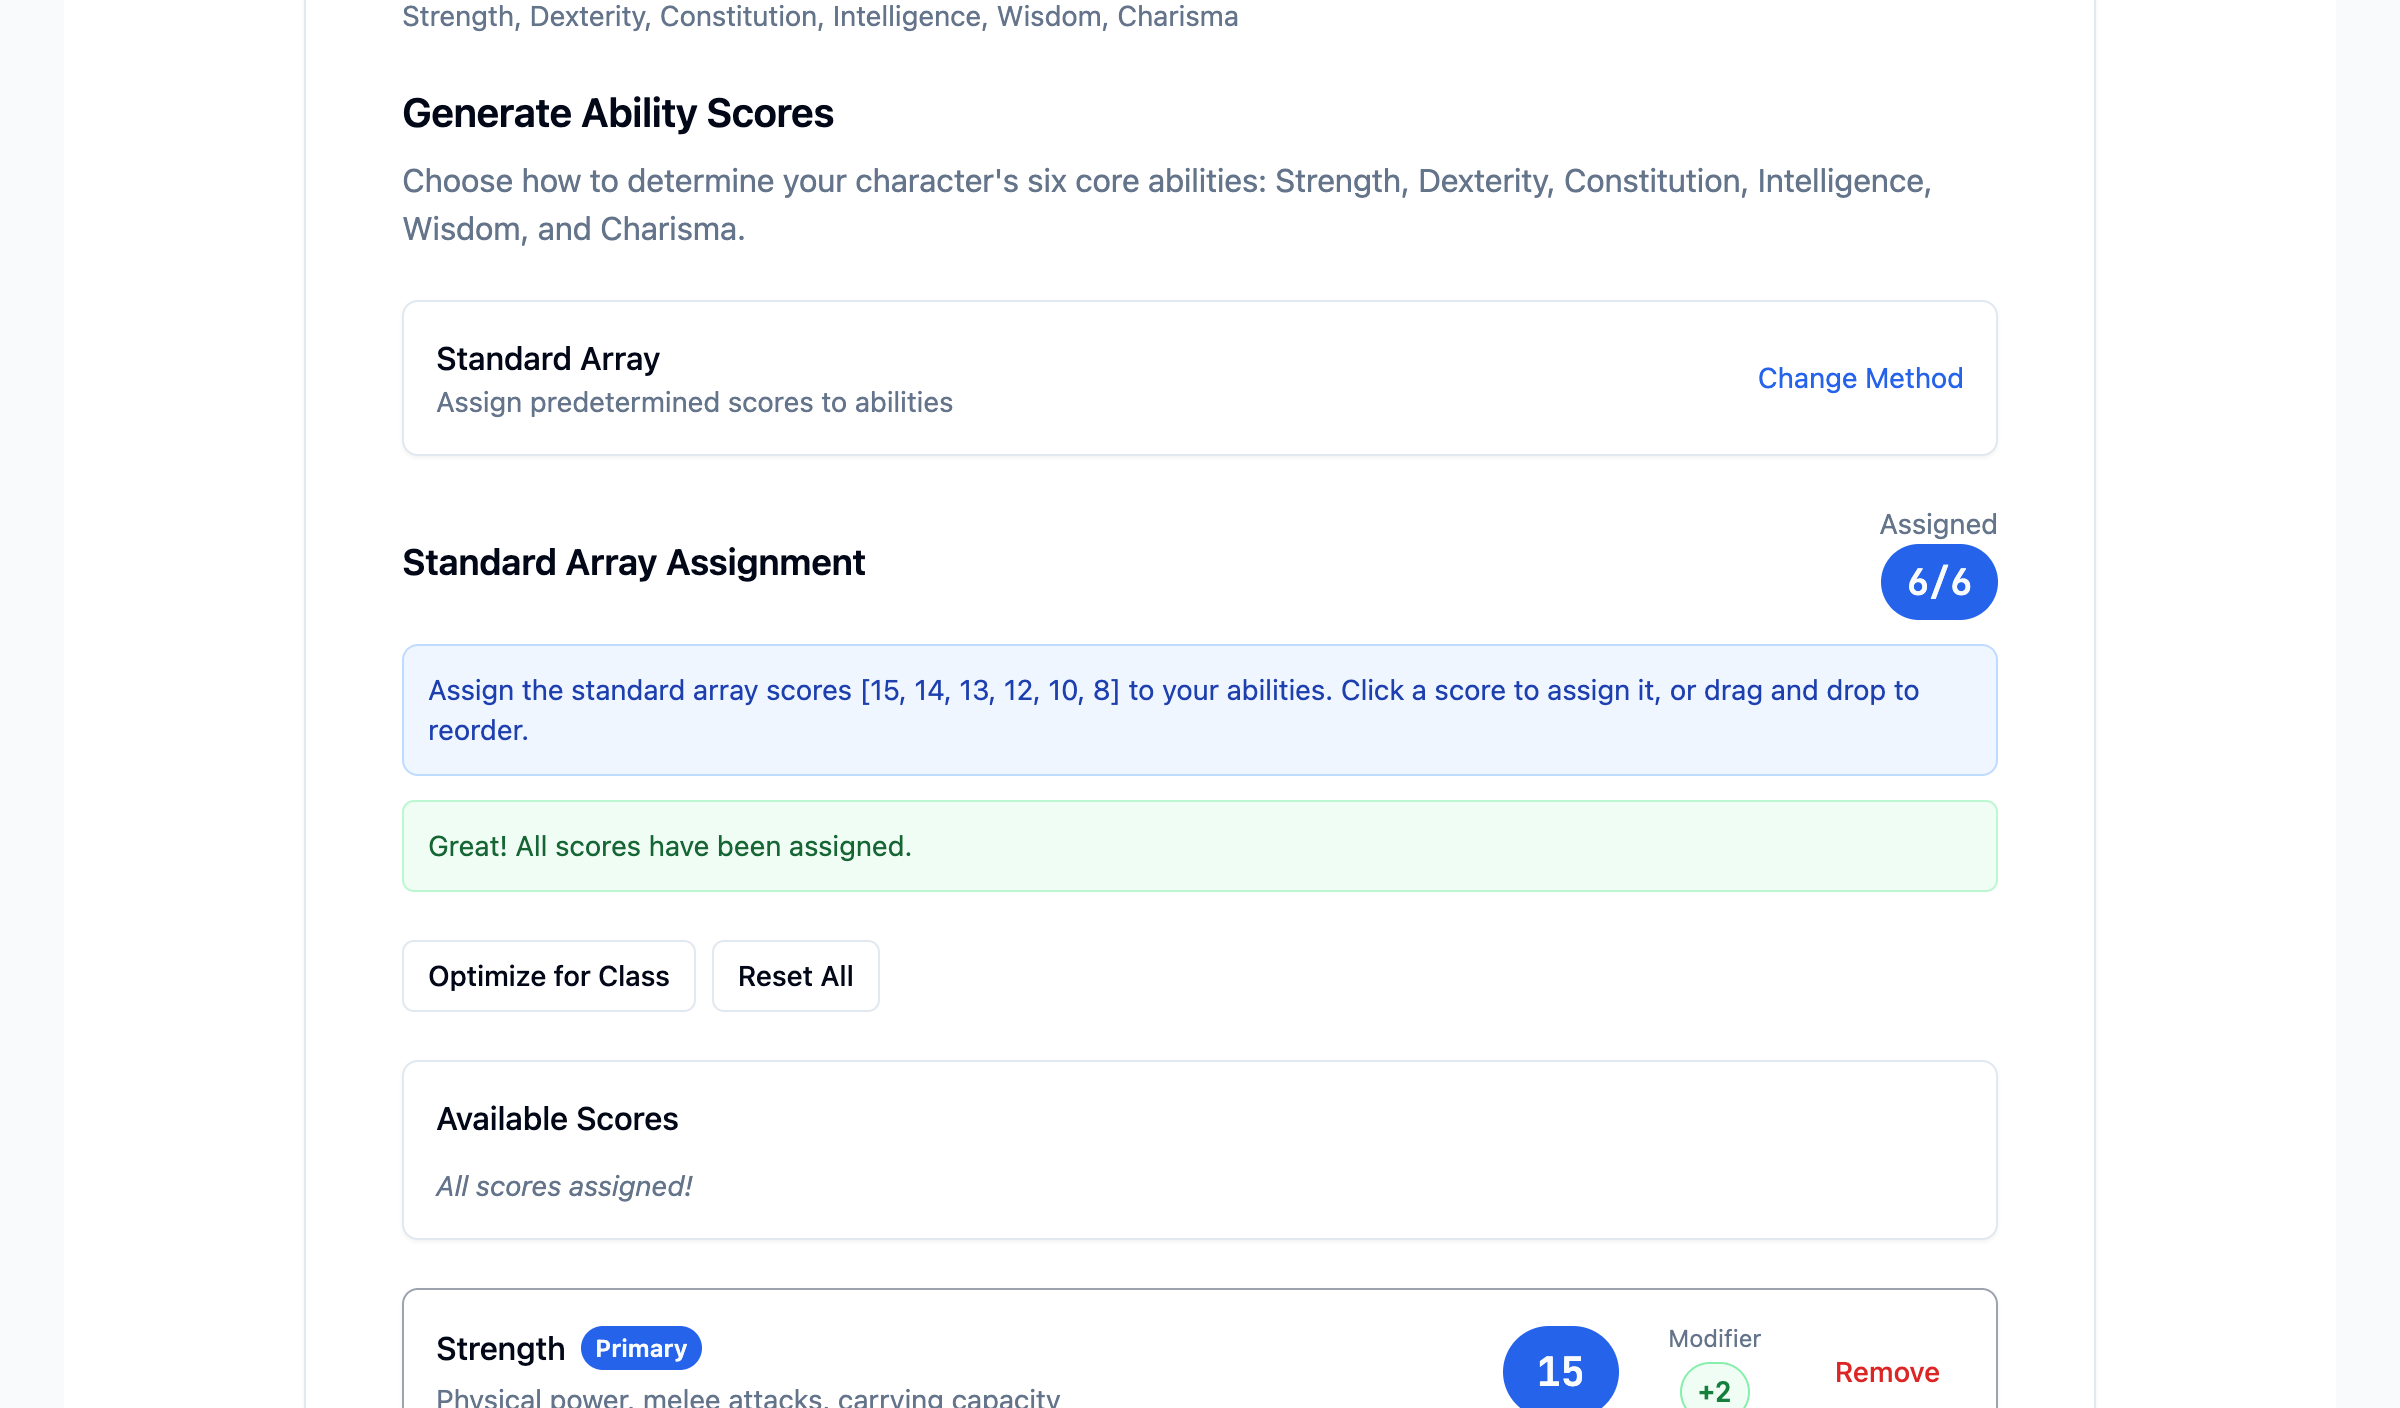 Strength, Dexterity, Constitution, Intelligence, Wisdom, Charisma
Generate Ability Scores
Choose how to determine your character's six core abilities: Strength, Dexterity, Constitution, Intelligence,
Wisdom, and Charisma.
Standard Array
Assign predetermined scores to abilities
Change Method
Standard Array Assignment
Assigned
6/6
Assign the standard array scores [15, 14, 13, 12, 10, 8] to your abilities. Click a score to assign it, or drag and drop to
reorder.
Great! All scores have been assigned.
Optimize for Class
Reset All
Available Scores
All scores assigned!
Strength
Primary
Physical power, melee attacks, carrying capacity
15
Modifier
+2
Remove